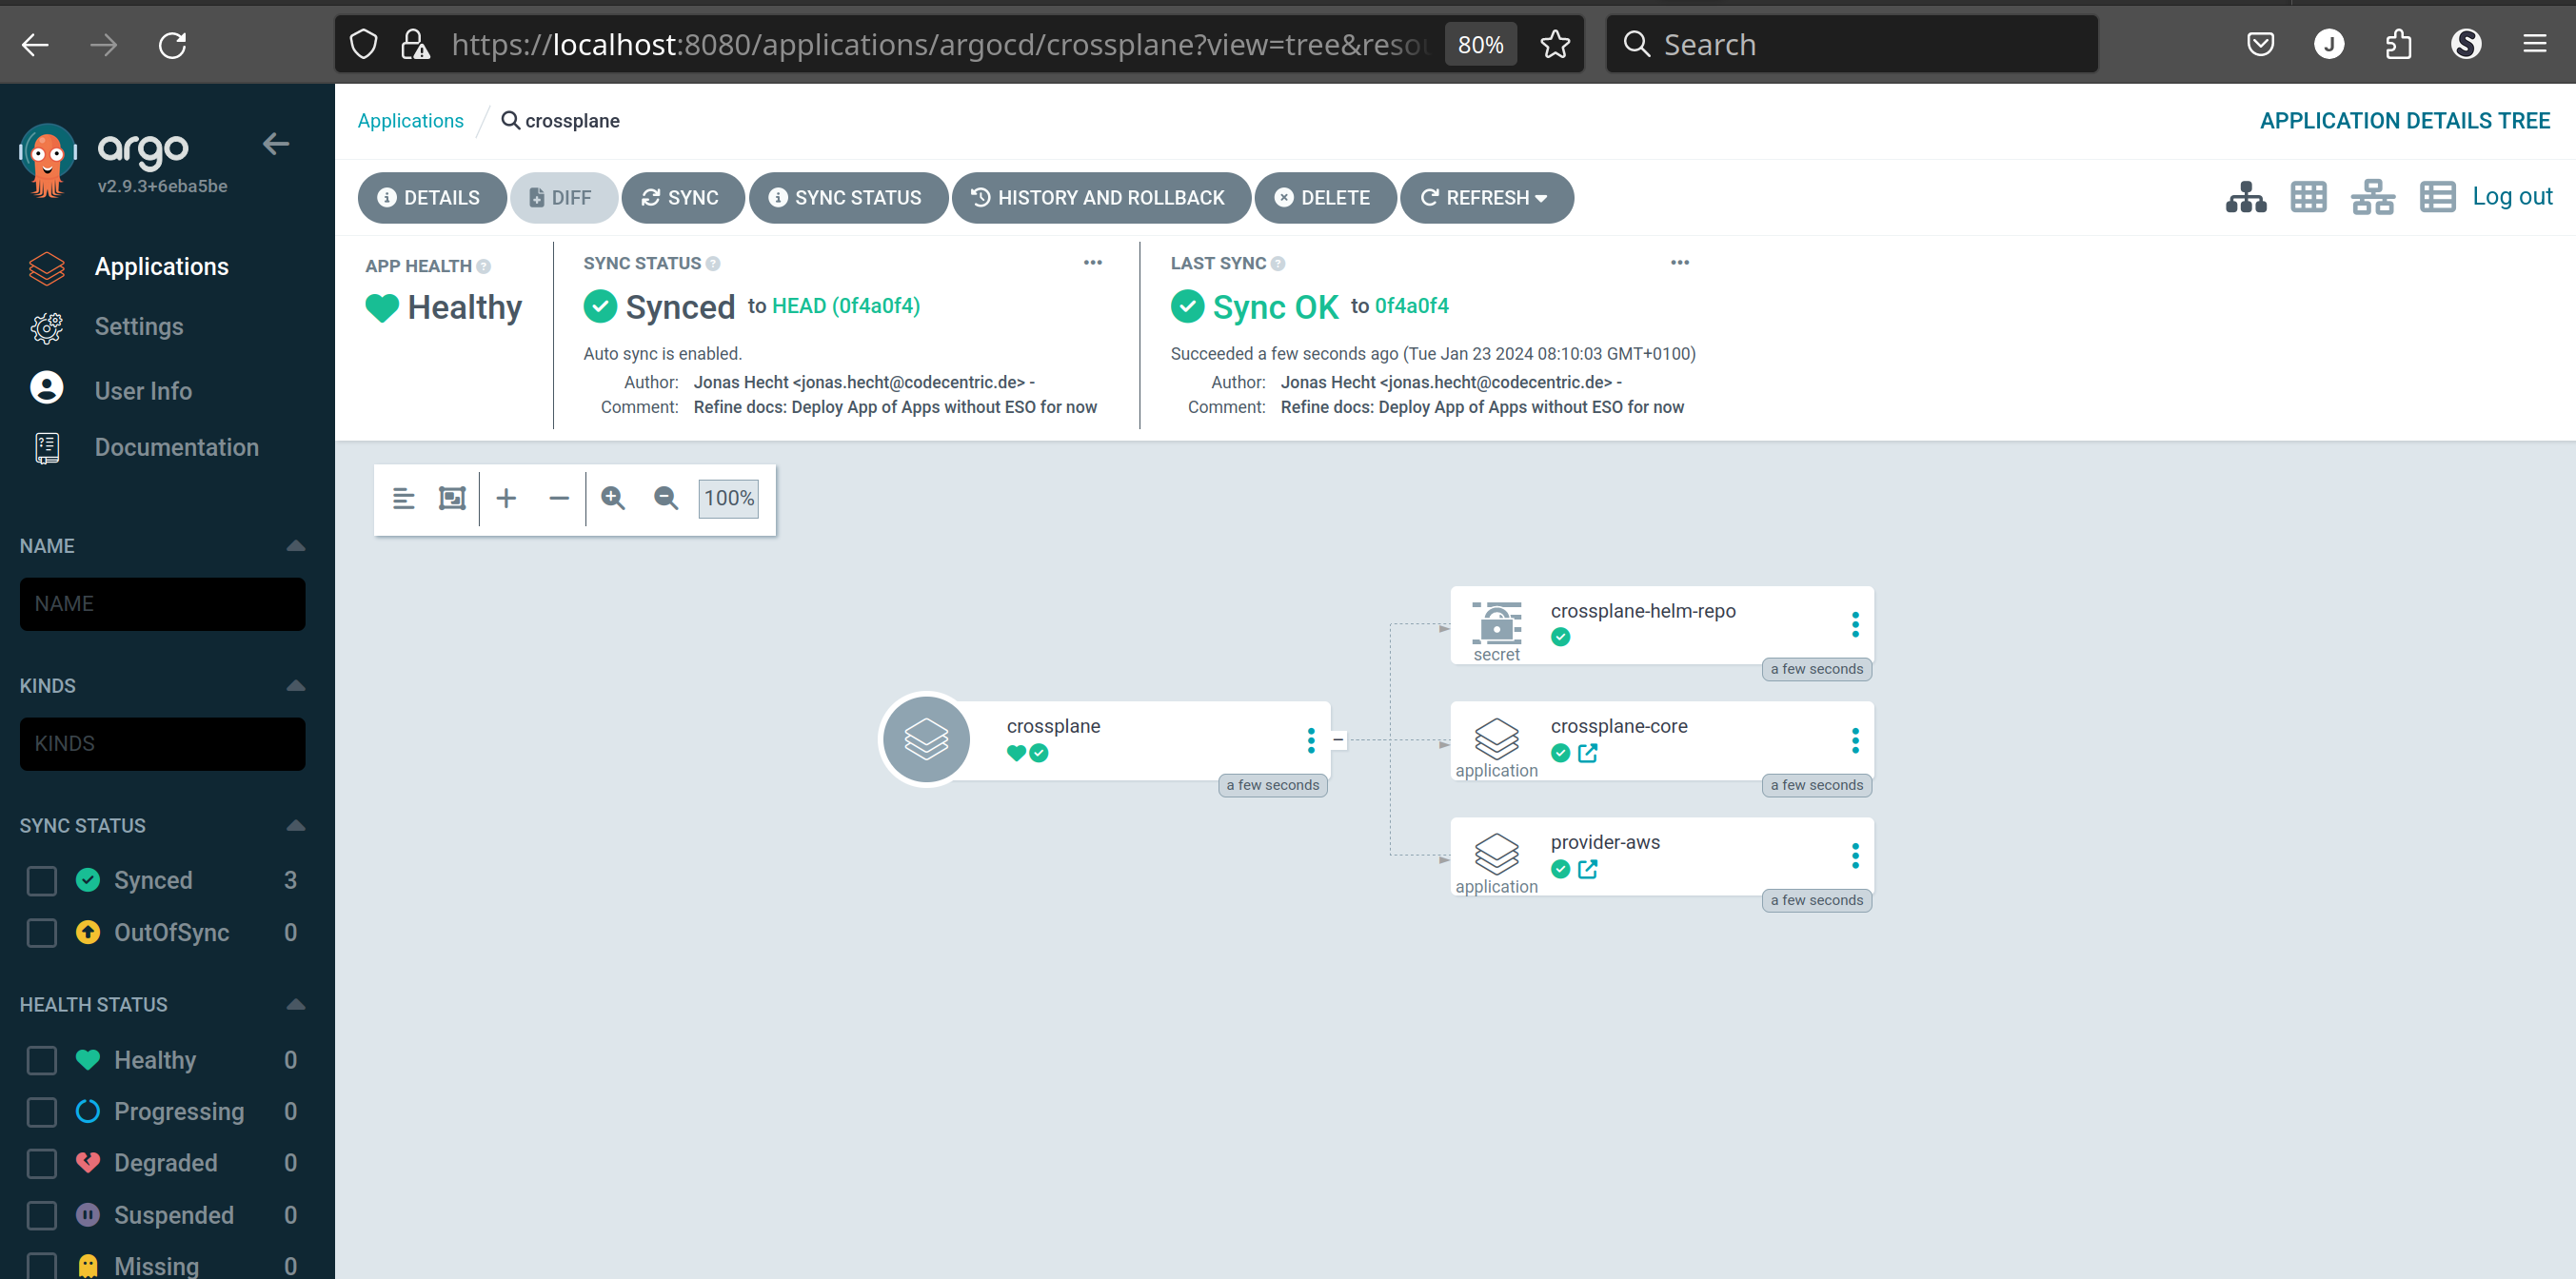 https://localhost:8080/applications/argocd/crossplane?view=tree&resou
80%
Search
J
S
argo
v2.9.3+6eba5be
Applications
Settings
User Info
Documentation
NAME
NAME
KINDS
KINDS
SYNC STATUS
Synced 3
OutOfSync 0
HEALTH STATUS
Healthy 0
Progressing 0
Degraded 0
Suspended 0
Missing 0
Applications / crossplane
APPLICATION DETAILS TREE
DETAILS DIFF SYNC SYNC STATUS HISTORY AND ROLLBACK DELETE REFRESH
Log out
APP HEALTH
Healthy
SYNC STATUS
Synced to HEAD (0f4a0f4)
Auto sync is enabled.
Author: Jonas Hecht <jonas.hecht@codecentric.de> -
Comment: Refine docs: Deploy App of Apps without ESO for now
LAST SYNC
Sync OK to 0f4a0f4
Succeeded a few seconds ago (Tue Jan 23 2024 08:10:03 GMT+0100)
Author: Jonas Hecht <jonas.hecht@codecentric.de> -
Comment: Refine docs: Deploy App of Apps without ESO for now
100%
crossplane
a few seconds
crossplane-helm-repo
secret
a few seconds
crossplane-core
application
a few seconds
provider-aws
application
a few seconds